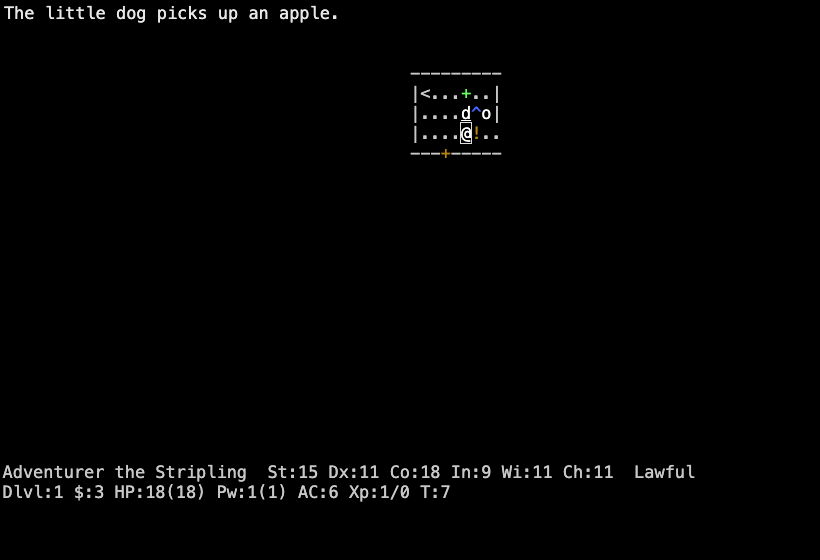 The little dog picks up an apple.
---------
|<...+..|
|....d^o|
|....@!..
---+-----
Adventurer the Stripling  St:15 Dx:11 Co:18 In:9 Wi:11 Ch:11  Lawful
Dlvl:1 $:3 HP:18(18) Pw:1(1) AC:6 Xp:1/0 T:7